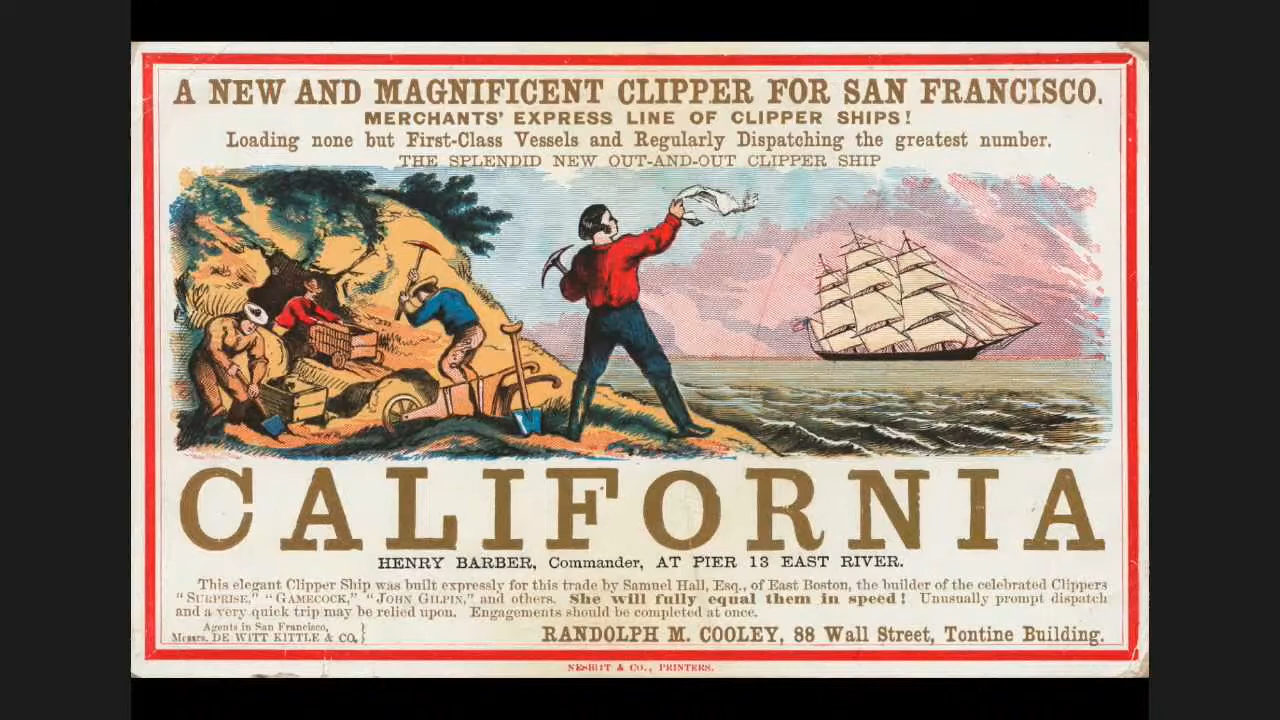 A NEW AND MAGNIFICENT CLIPPER FOR SAN FRANCISCO.
MERCHANTS' EXPRESS LINE OF CLIPPER SHIPS!
Loading none but First-Class Vessels and Regularly Dispatching the greatest number.
THE SPLENDID NEW OUT-AND-OUT CLIPPER SHIP
CALIFORNIA
HENRY BARBER, Commander, AT PIER 13 EAST RIVER.
This elegant Clipper Ship was built expressly for this trade by Samuel Hall, Esq., of East Boston, the builder of the celebrated Clippers
"SURPRISE," "GAMECOCK," "JOHN GILPIN," and others. She will fully equal them in speed! Unusually prompt dispatch
and a very quick trip may be relied upon. Engagements should be completed at once.
Agents in San Francisco,
Messrs. DE WITT KITTLE & CO.,
RANDOLPH M. COOLEY, 88 Wall Street, Tontine Building.
NESBITT & CO., PRINTERS.